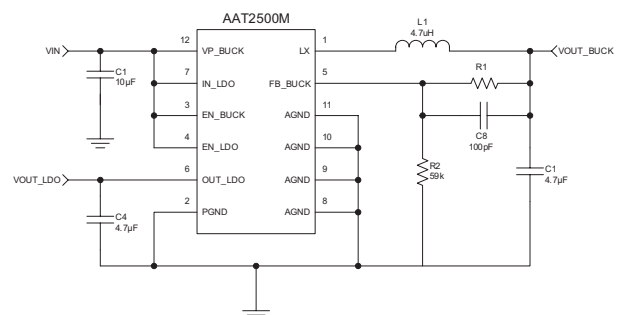 AAT2500M
L1
4.7uH
VIN
12
VP_BUCK
LX
1
VOUT_BUCK
C1
10μF
7
IN_LDO
FB_BUCK
5
R1
3
EN_BUCK
AGND
11
C8
100pF
4
EN_LDO
AGND
10
VOUT_LDO
6
OUT_LDO
AGND
9
R2
59k
C1
4.7μF
2
PGND
AGND
8
C4
4.7μF